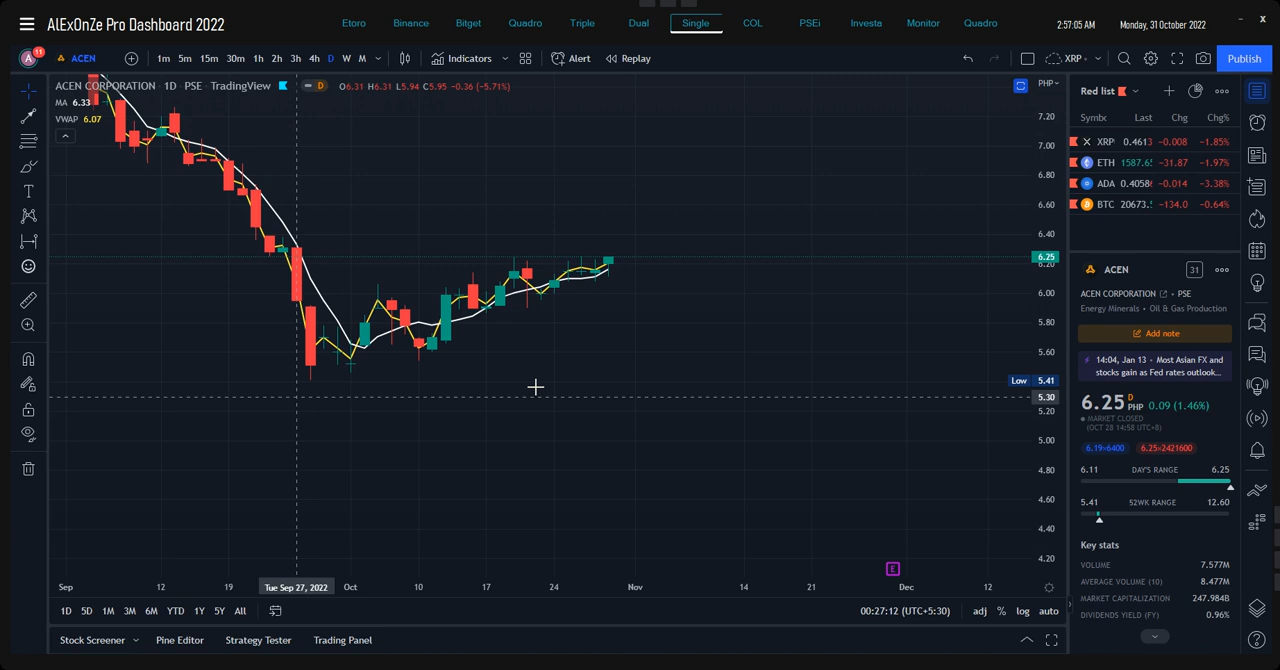 AlExOnZe Pro Dashboard 2022
Etoro Binance Bitget Quadro Triple Dual Single COL PSEi Investa Monitor Quadro
2:57:05 AM Monday, 31 October 2022
A 11 ACEN 1m 5m 15m 30m 1h 2h 3h 4h D W M Indicators Alert Replay XRP Publish
ACEN CORPORATION · 1D · PSE · TradingView D O6.31 H6.31 L5.94 C5.95 -0.36 (-5.71%)
MA 6.33
VWAP 6.07
PHP
7.20
7.00
6.80
6.60
6.40
6.25
6.20
6.00
5.80
5.60
Low 5.41
5.30
5.20
5.00
4.80
4.60
4.40
4.20
E
Sep 12 19 Tue Sep 27, 2022 Oct 10 17 24 Nov 14 21 Dec 12
1D 5D 1M 3M 6M YTD 1Y 5Y All 00:27:12 (UTC+5:30) adj % log auto
Stock Screener Pine Editor Strategy Tester Trading Panel
Red list
Last Chg Chg%
XRP -0.008 -1.85%
ETH -31.87 -1.97%
ADA -0.014 -3.38%
BTC -134.0 -0.64%
ACEN 31
ACEN CORPORATION • PSE
Energy Minerals • Oil & Gas Production
Add note
14:04, Jan 13 • Most Asian FX and
stocks gain as Fed rates outlook...
6.25 D PHP 0.09 (1.46%)
MARKET CLOSED
(OCT 28 14:58 UTC+8)
6.19×6400 6.25×2421600
6.11 DAY'S RANGE 6.25
5.41 52WK RANGE 12.60
Key stats
VOLUME 7.577M
AVERAGE VOLUME (10) 8.477M
MARKET CAPITALIZATION 247.984B
DIVIDENDS YIELD (FY) 0.96%